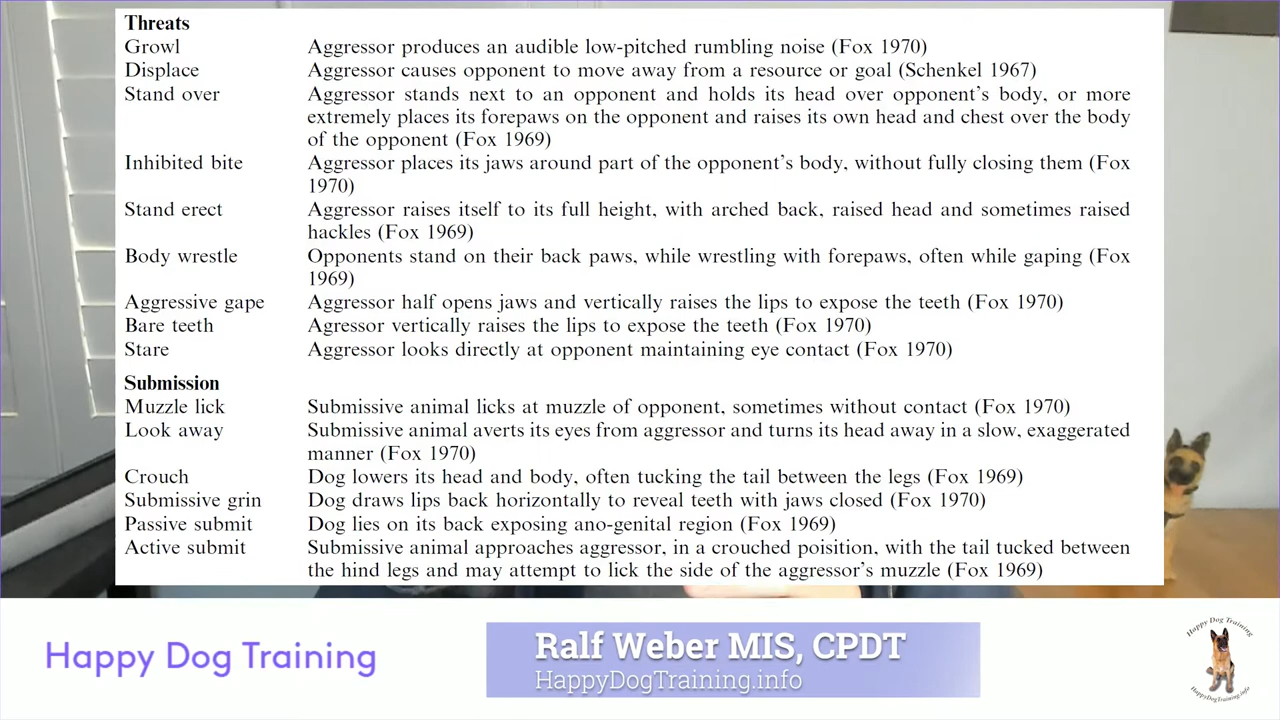 Threats
Growl Aggressor produces an audible low-pitched rumbling noise (Fox 1970)
Displace Aggressor causes opponent to move away from a resource or goal (Schenkel 1967)
Stand over Aggressor stands next to an opponent and holds its head over opponent's body, or more
extremely places its forepaws on the opponent and raises its own head and chest over the body
of the opponent (Fox 1969)
Inhibited bite Aggressor places its jaws around part of the opponent's body, without fully closing them (Fox
1970)
Stand erect Aggressor raises itself to its full height, with arched back, raised head and sometimes raised
hackles (Fox 1969)
Body wrestle Opponents stand on their back paws, while wrestling with forepaws, often while gaping (Fox
1969)
Aggressive gape Aggressor half opens jaws and vertically raises the lips to expose the teeth (Fox 1970)
Bare teeth Agressor vertically raises the lips to expose the teeth (Fox 1970)
Stare Aggressor looks directly at opponent maintaining eye contact (Fox 1970)
Submission
Muzzle lick Submissive animal licks at muzzle of opponent, sometimes without contact (Fox 1970)
Look away Submissive animal averts its eyes from aggressor and turns its head away in a slow, exaggerated
manner (Fox 1970)
Crouch Dog lowers its head and body, often tucking the tail between the legs (Fox 1969)
Submissive grin Dog draws lips back horizontally to reveal teeth with jaws closed (Fox 1970)
Passive submit Dog lies on its back exposing ano-genital region (Fox 1969)
Active submit Submissive animal approaches aggressor, in a crouched poisition, with the tail tucked between
the hind legs and may attempt to lick the side of the aggressor's muzzle (Fox 1969)
Happy Dog Training
Ralf Weber MIS, CPDT
HappyDogTraining.info
Happy Dog Training
HappyDogTraining.info